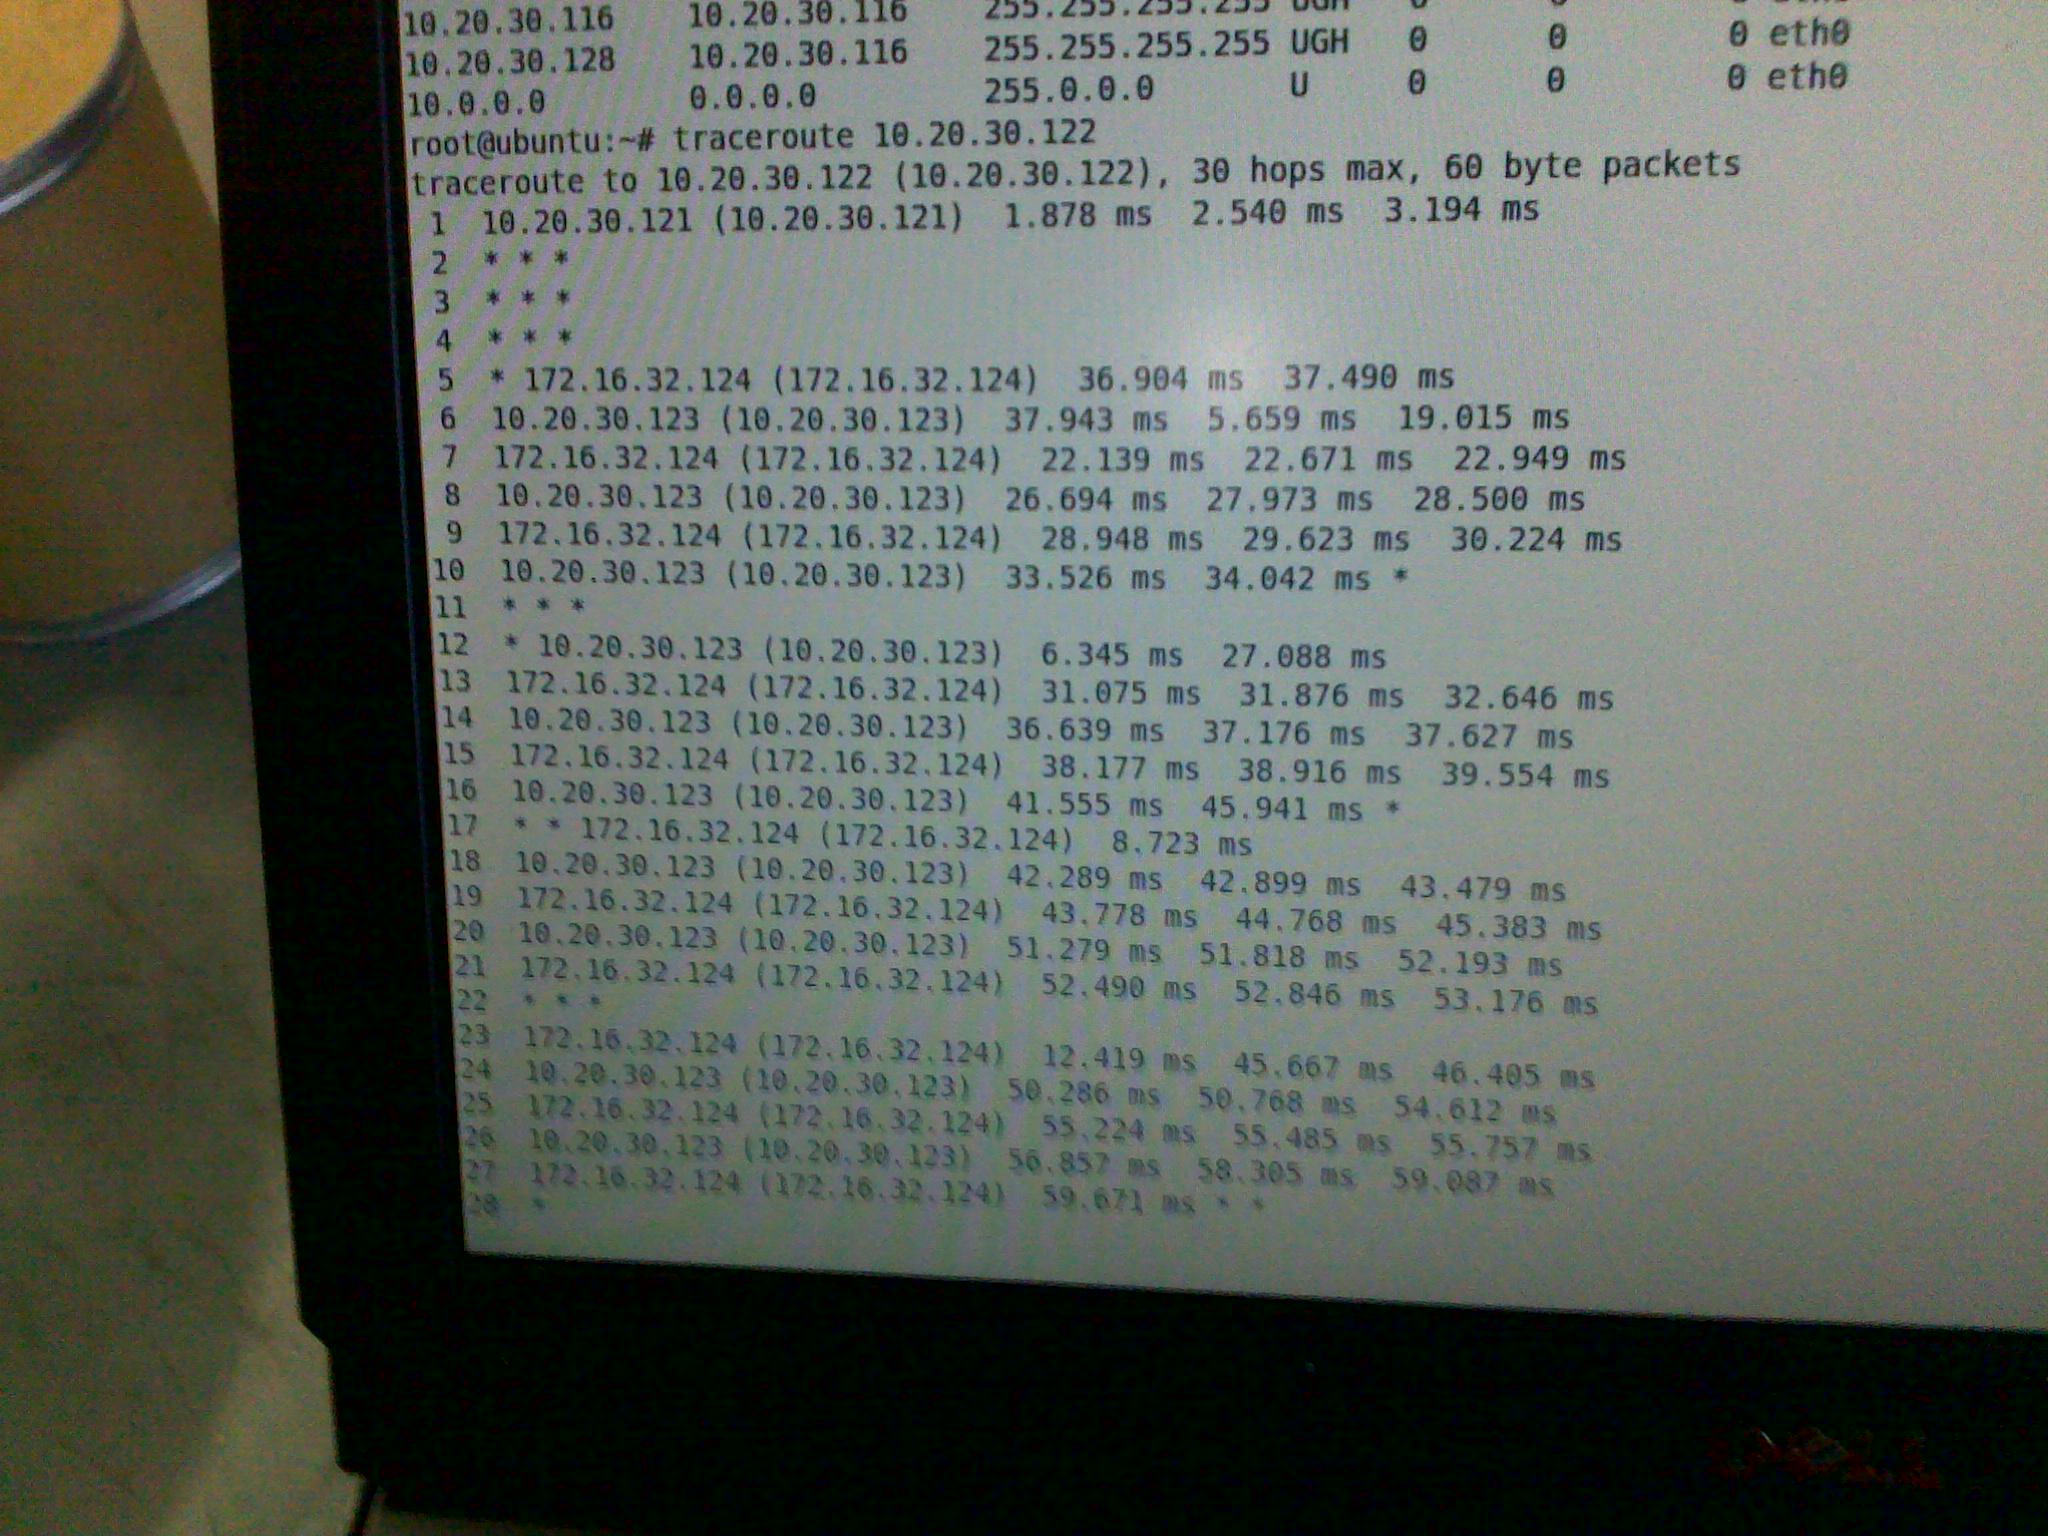 10.20.30.116 10.20.30.116 255.255.255.255 UGH 0 0 0 eth0
10.20.30.128 10.20.30.116 255.255.255.255 UGH 0 0 0 eth0
10.0.0.0 0.0.0.0 255.0.0.0 U 0 0 0 eth0
root@ubuntu:~# traceroute 10.20.30.122
traceroute to 10.20.30.122 (10.20.30.122), 30 hops max, 60 byte packets
1 10.20.30.121 (10.20.30.121) 1.878 ms 2.540 ms 3.194 ms
2 * * *
3 * * *
4 * * *
5 * 172.16.32.124 (172.16.32.124) 36.904 ms 37.490 ms
6 10.20.30.123 (10.20.30.123) 37.943 ms 5.659 ms 19.015 ms
7 172.16.32.124 (172.16.32.124) 22.139 ms 22.671 ms 22.949 ms
8 10.20.30.123 (10.20.30.123) 26.694 ms 27.973 ms 28.500 ms
9 172.16.32.124 (172.16.32.124) 28.948 ms 29.623 ms 30.224 ms
10 10.20.30.123 (10.20.30.123) 33.526 ms 34.042 ms *
11 * * *
12 * 10.20.30.123 (10.20.30.123) 6.345 ms 27.088 ms
13 172.16.32.124 (172.16.32.124) 31.075 ms 31.876 ms 32.646 ms
14 10.20.30.123 (10.20.30.123) 36.639 ms 37.176 ms 37.627 ms
15 172.16.32.124 (172.16.32.124) 38.177 ms 38.916 ms 39.554 ms
16 10.20.30.123 (10.20.30.123) 41.555 ms 45.941 ms *
17 * * 172.16.32.124 (172.16.32.124) 8.723 ms
18 10.20.30.123 (10.20.30.123) 42.289 ms 42.899 ms 43.479 ms
19 172.16.32.124 (172.16.32.124) 43.778 ms 44.768 ms 45.383 ms
20 10.20.30.123 (10.20.30.123) 51.279 ms 51.818 ms 52.193 ms
21 172.16.32.124 (172.16.32.124) 52.490 ms 52.846 ms 53.176 ms
22 * * *
23 172.16.32.124 (172.16.32.124) 12.419 ms 45.667 ms 46.405 ms
24 10.20.30.123 (10.20.30.123) 50.286 ms 50.768 ms 54.612 ms
25 172.16.32.124 (172.16.32.124) 55.224 ms 55.485 ms 55.757 ms
26 10.20.30.123 (10.20.30.123) 56.857 ms 58.305 ms 59.087 ms
27 172.16.32.124 (172.16.32.124) 59.671 ms * *
28 *